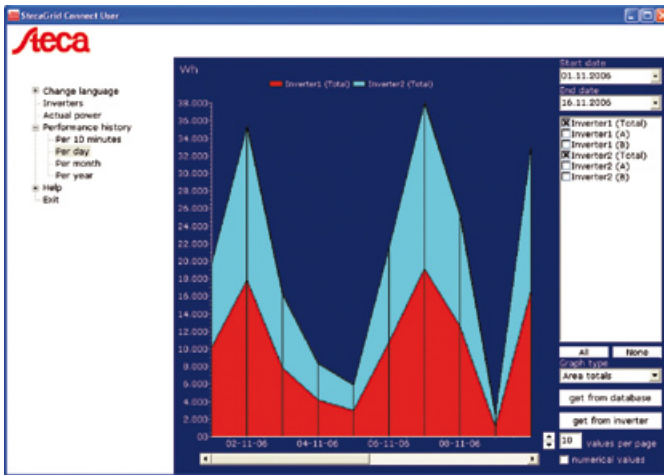 StecaGrid Connect User
Steca
Change language
Inverters
Actual power
Performance history
Per 10 minutes
Per day
Per month
Per year
Help
Exit
Wh
Inverter1 (Total) Inverter2 (Total)
38.000
36.000
34.000
32.000
30.000
28.000
26.000
24.000
22.000
20.000
18.000
16.000
14.000
12.000
10.000
8.000
6.000
4.000
2.000
02-11-06 04-11-06 06-11-06 08-11-06
Start date
01.11.2006
End date
16.11.2006
Inverter1 (Total)
Inverter1 (A)
Inverter1 (B)
Inverter2 (Total)
Inverter2 (A)
Inverter2 (B)
All None
Graph type
Area totals
get from database
get from inverter
10 values per page
numerical values